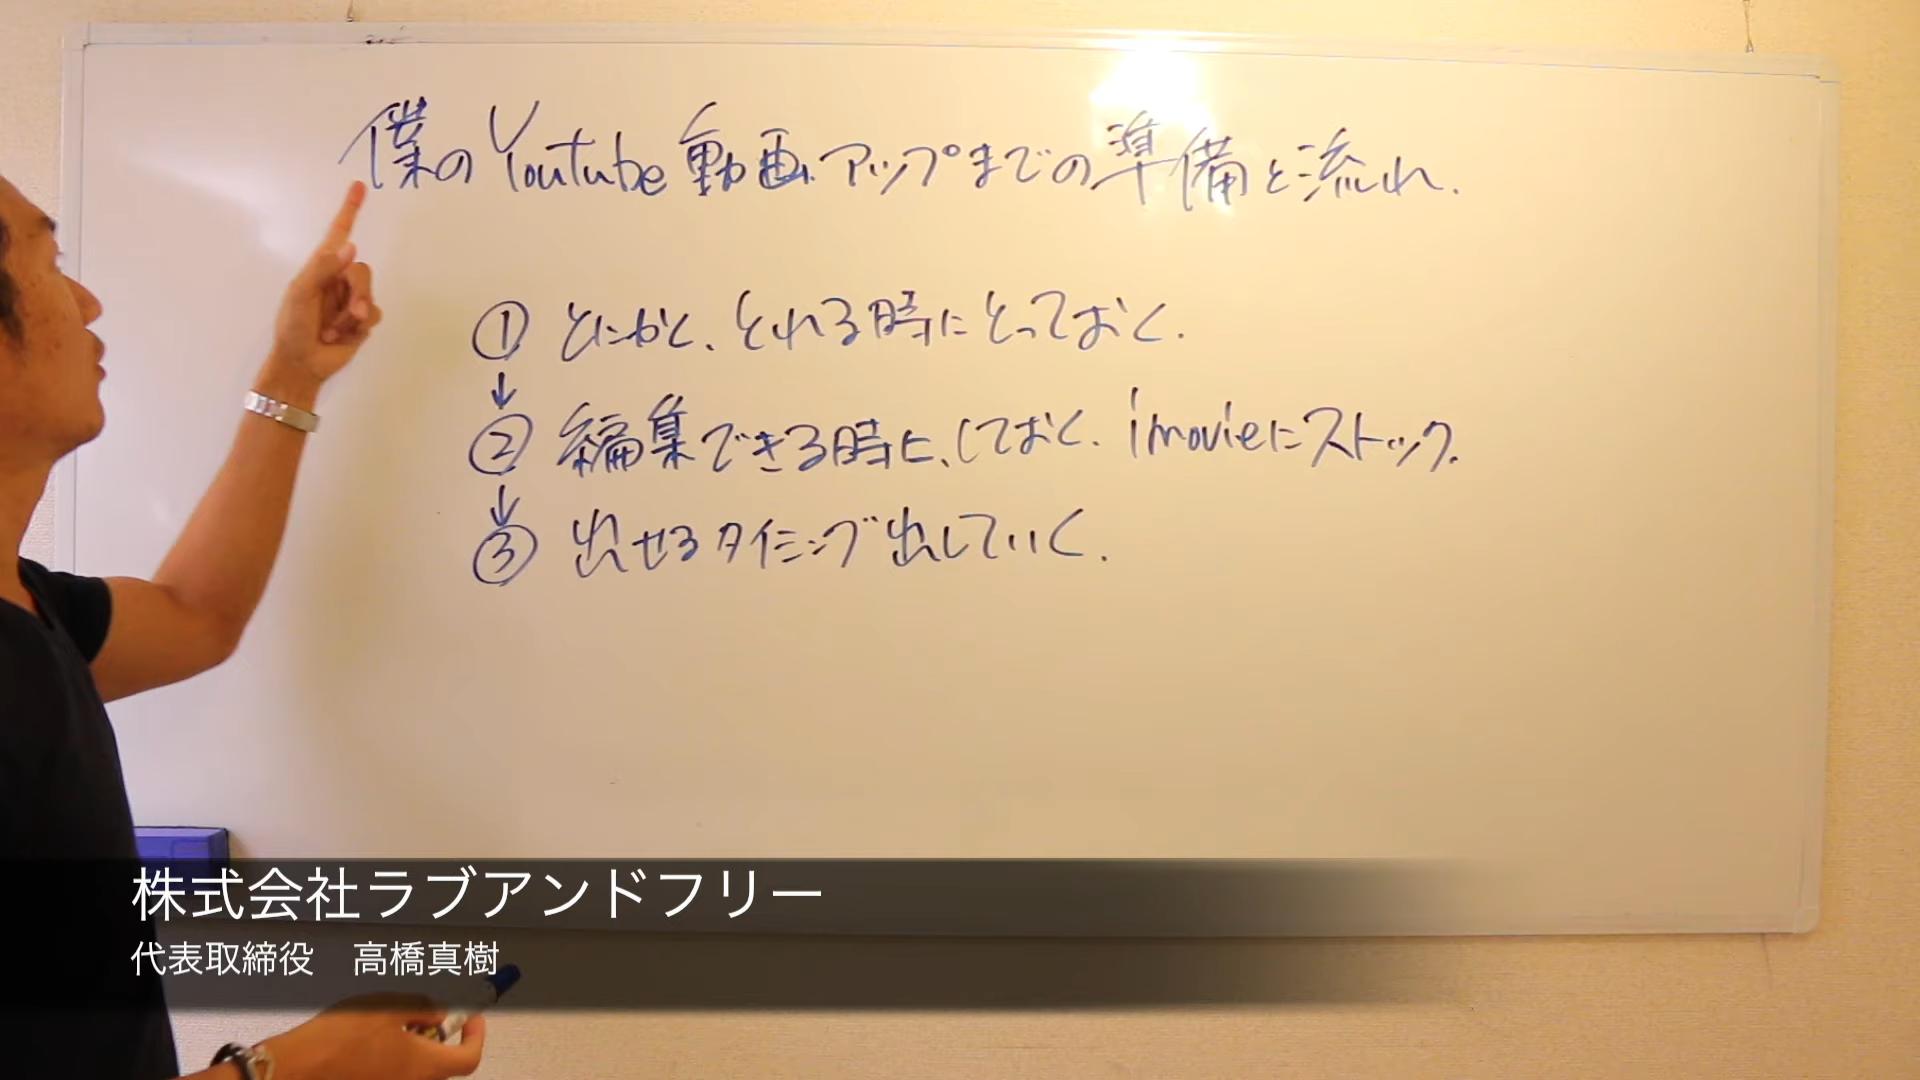 僕のYoutube動画アップまでの準備と流れ.
① とにかく、とれる時にとっておく.
↓
② 編集できる時に、しておく. imovieにストック.
↓
③ 出せるタイミング出していく.
株式会社ラブアンドフリー
代表取締役 高橋真樹